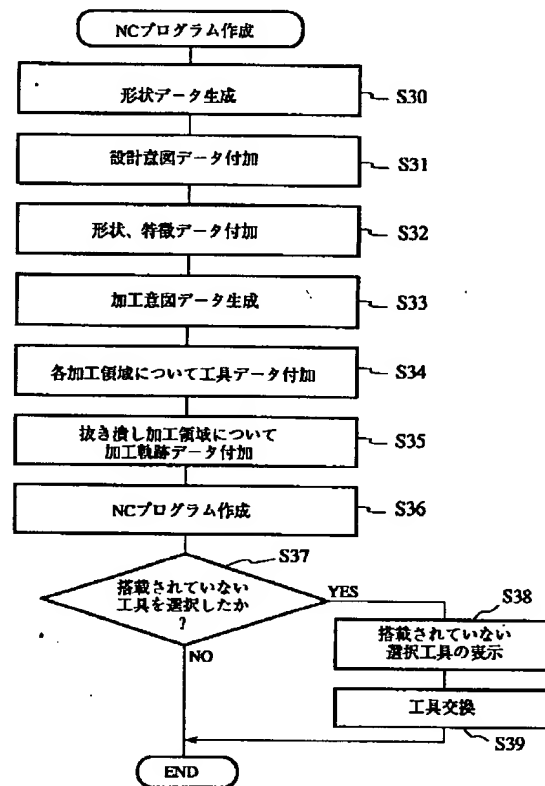 NCプログラム作成
形状データ生成
S30
設計意図データ付加
S31
形状、特徴データ付加
S32
加工意図データ生成
S33
各加工領域について工具データ付加
S34
抜き潰し加工領域について
加工軌跡データ付加
S35
NCプログラム作成
S36
S37
搭載されていない
工具を選択したか
?
YES
NO
S38
搭載されていない
選択工具の表示
工具交換
S39
END